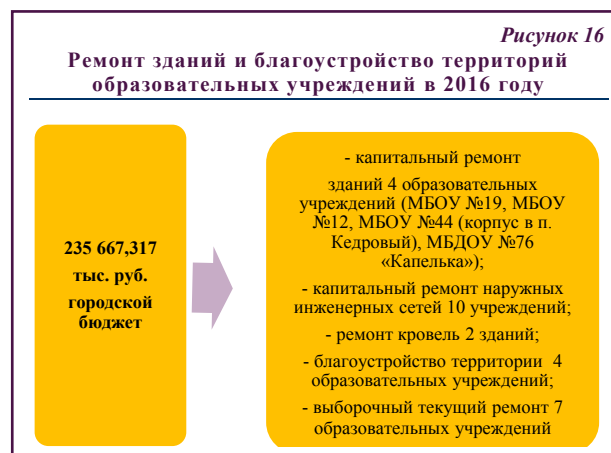 Рисунок 16
Ремонт зданий и благоустройство территорий
образовательных учреждений в 2016 году
235 667,317
тыс. руб.
городской
бюджет
- капитальный ремонт
зданий 4 образовательных
учреждений (МБОУ №19, МБОУ
№12, МБОУ №44 (корпус в п.
Кедровый), МБДОУ №76
«Капелька»);
- капитальный ремонт наружных
инженерных сетей 10 учреждений;
- ремонт кровель 2 зданий;
- благоустройство территории 4
образовательных учреждений;
- выборочный текущий ремонт 7
образовательных учреждений